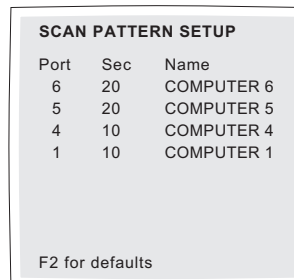 SCAN PATTERN SETUP
Port Sec Name
6 20 COMPUTER 6
5 20 COMPUTER 5
4 10 COMPUTER 4
1 10 COMPUTER 1
F2 for defaults